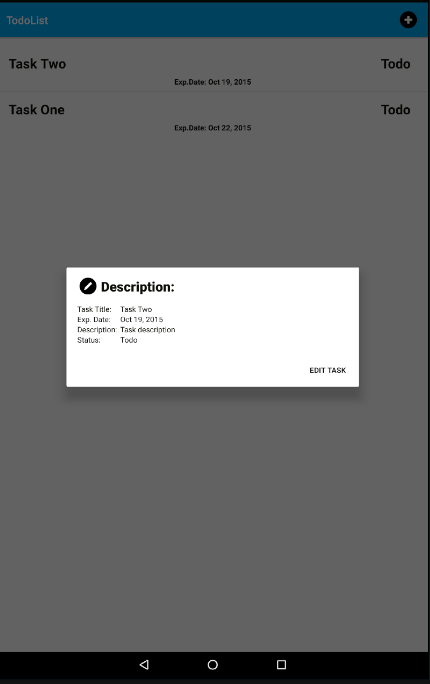 TodoList
Task Two Todo
Exp.Date: Oct 19, 2015
Task One Todo
Exp.Date: Oct 22, 2015
Description:
Task Title: Task Two
Exp. Date: Oct 19, 2015
Description: Task description
Status: Todo
EDIT TASK